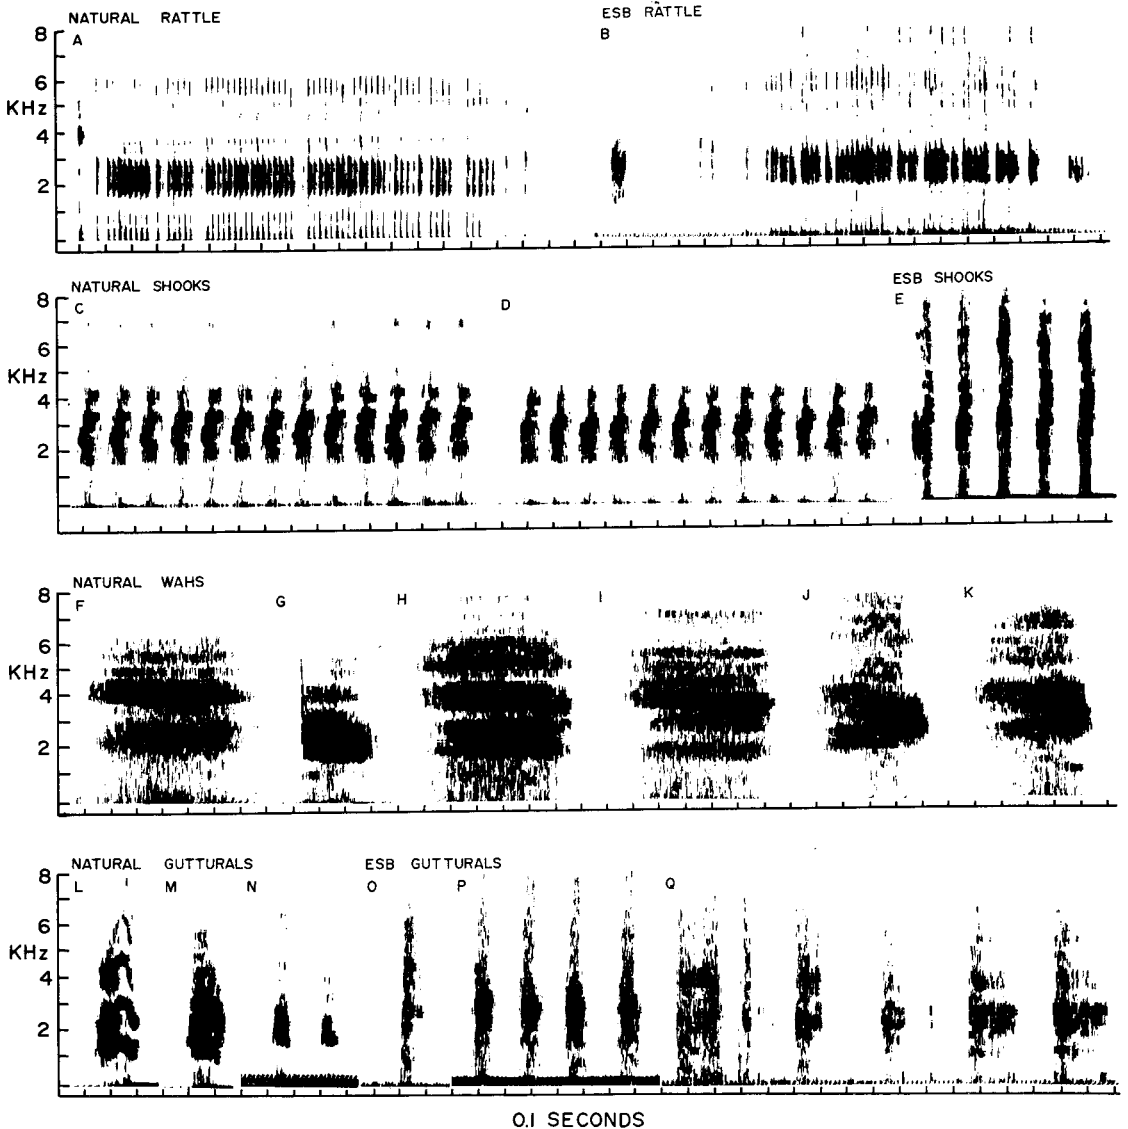 NATURAL RATTLE
ESB RATTLE
A
B
8
6
KHz
4
2
NATURAL SHOOKS
ESB SHOOKS
C
D
E
8
6
KHz
4
2
NATURAL WAHS
F
G
H
I
J
K
8
6
KHz
4
2
NATURAL GUTTURALS
ESB GUTTURALS
L
M
N
O
P
Q
8
6
KHz
4
2
0.1 SECONDS